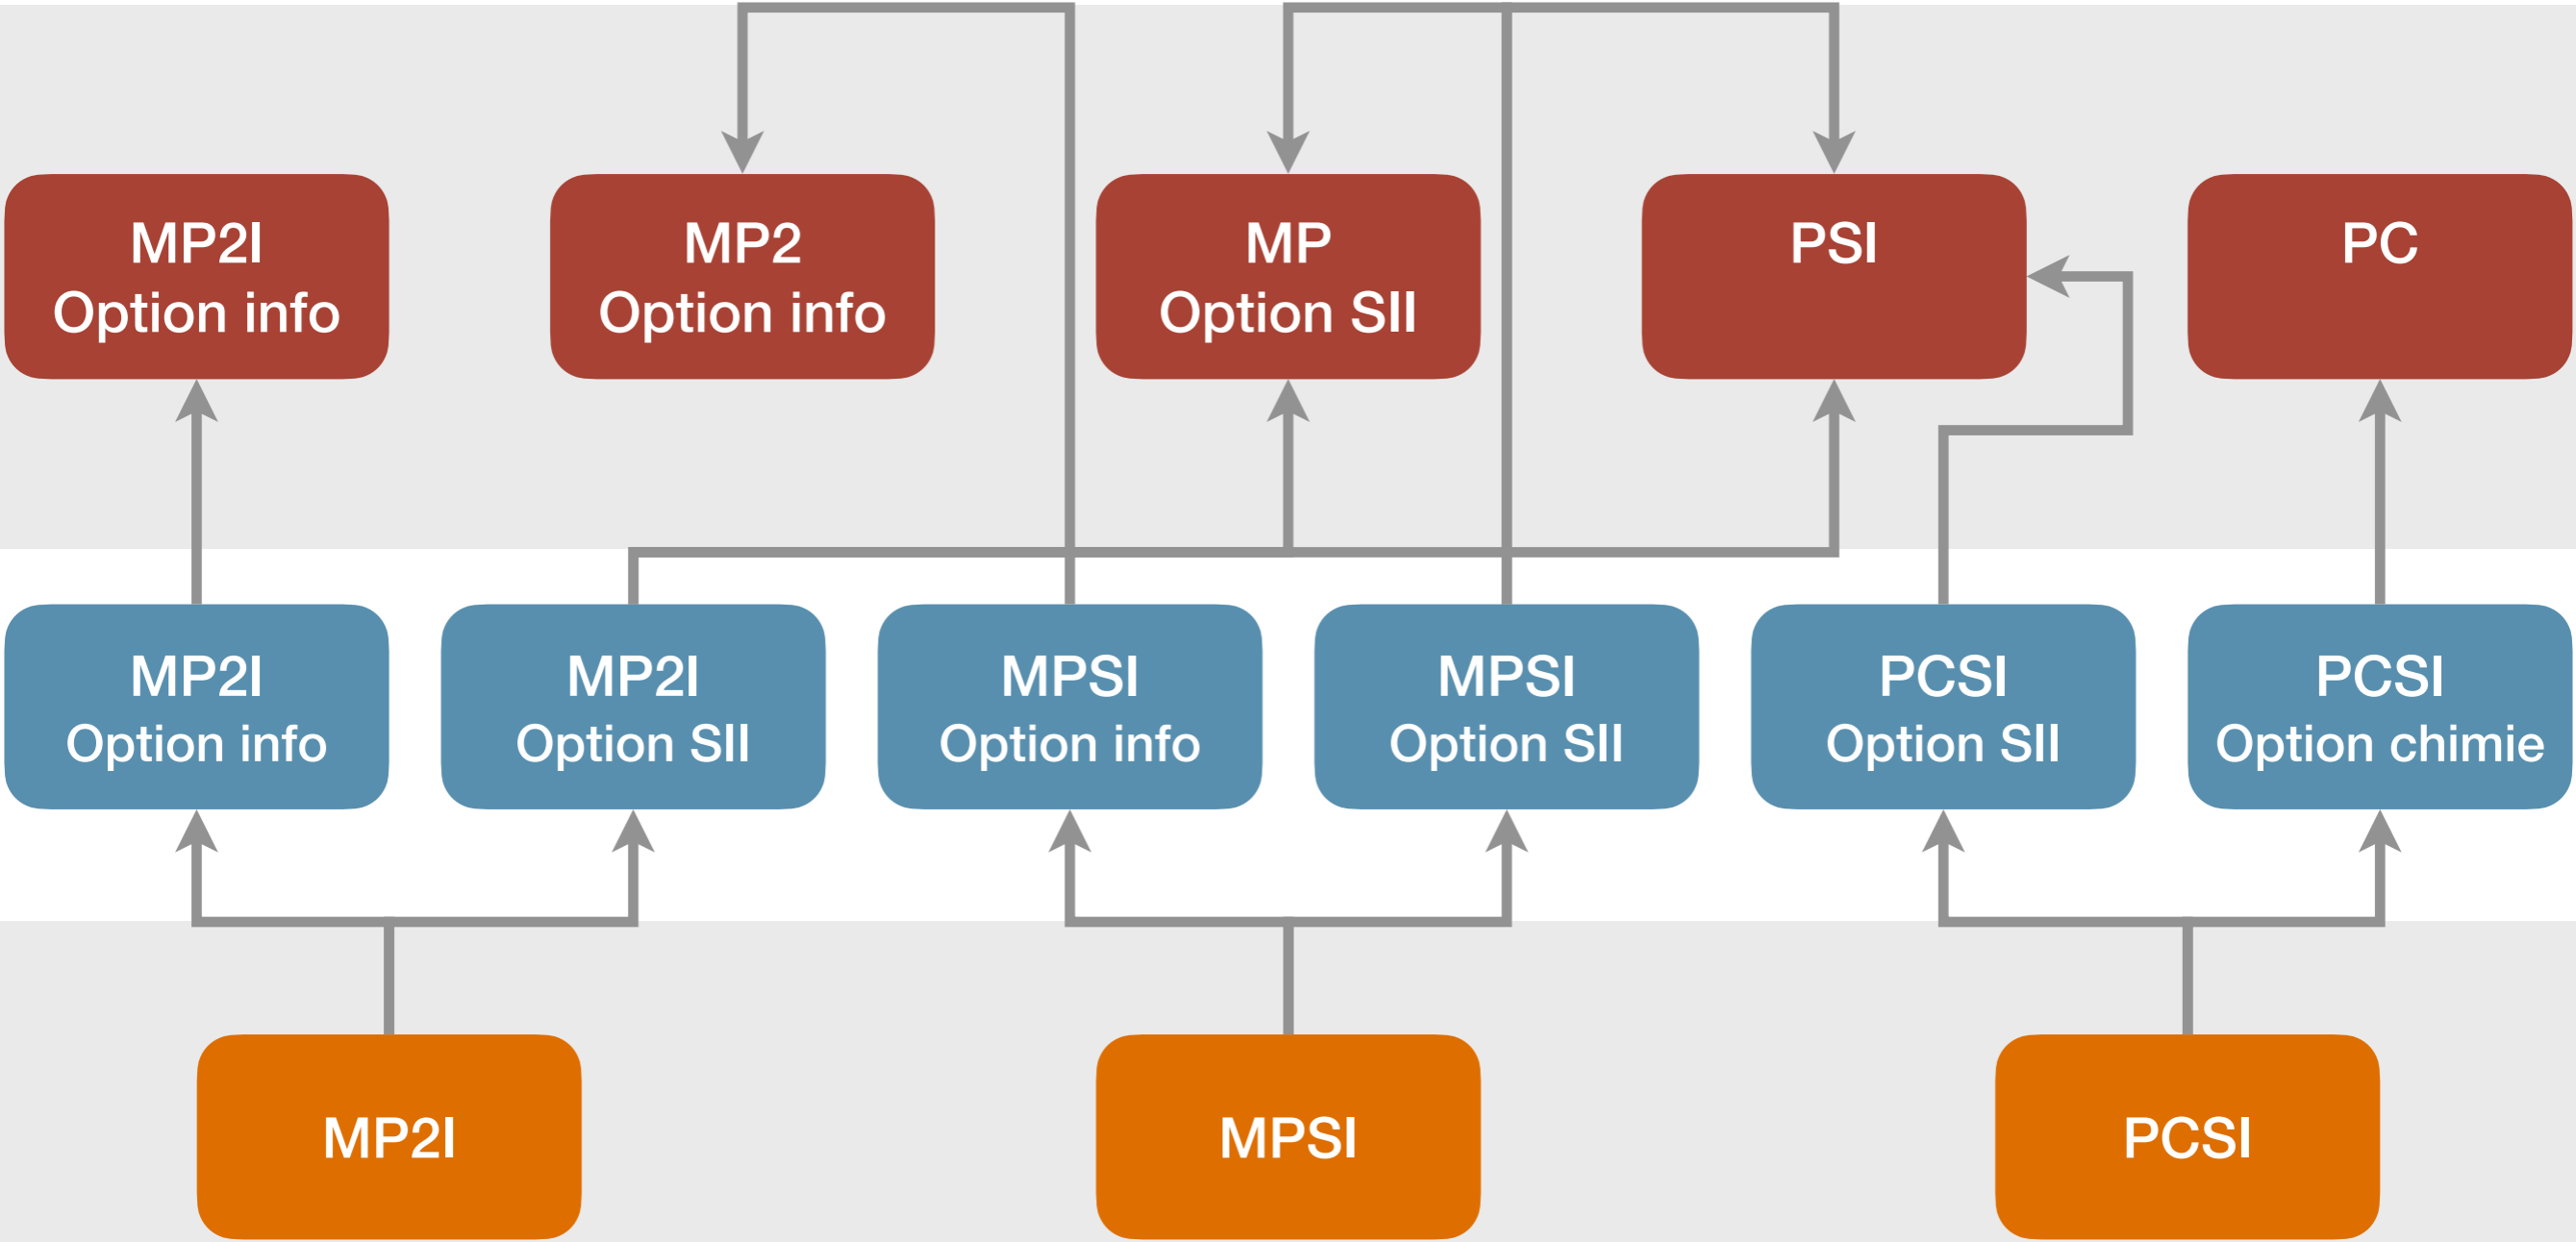 MP2I
Option info
MP2
Option info
MP
Option SII
PSI
PC
MP2I
Option info
MP2I
Option SII
MPSI
Option info
MPSI
Option SII
PCSI
Option SII
PCSI
Option chimie
MP2I
MPSI
PCSI